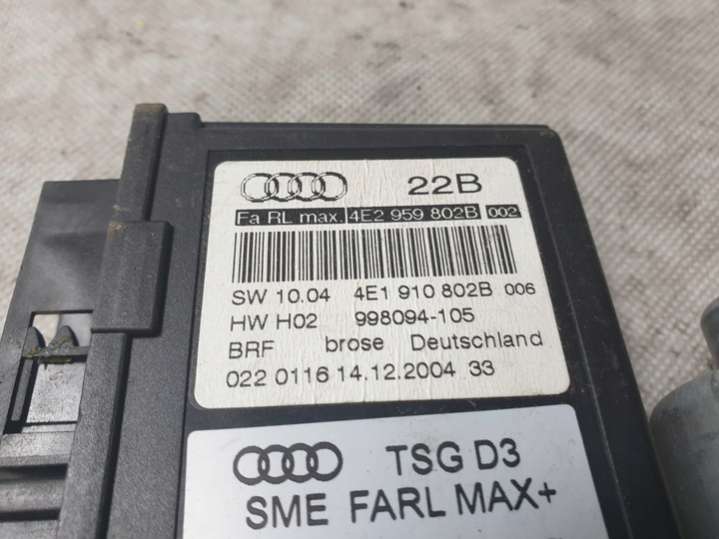 22B
Fa RL max. 4E2 959 802B 002
SW 10.04 4E1 910 802B 006
HW H02 998094-105
BRF brose Deutschland
022 0116 14.12.2004 33
TSG D3
SME FARL MAX+